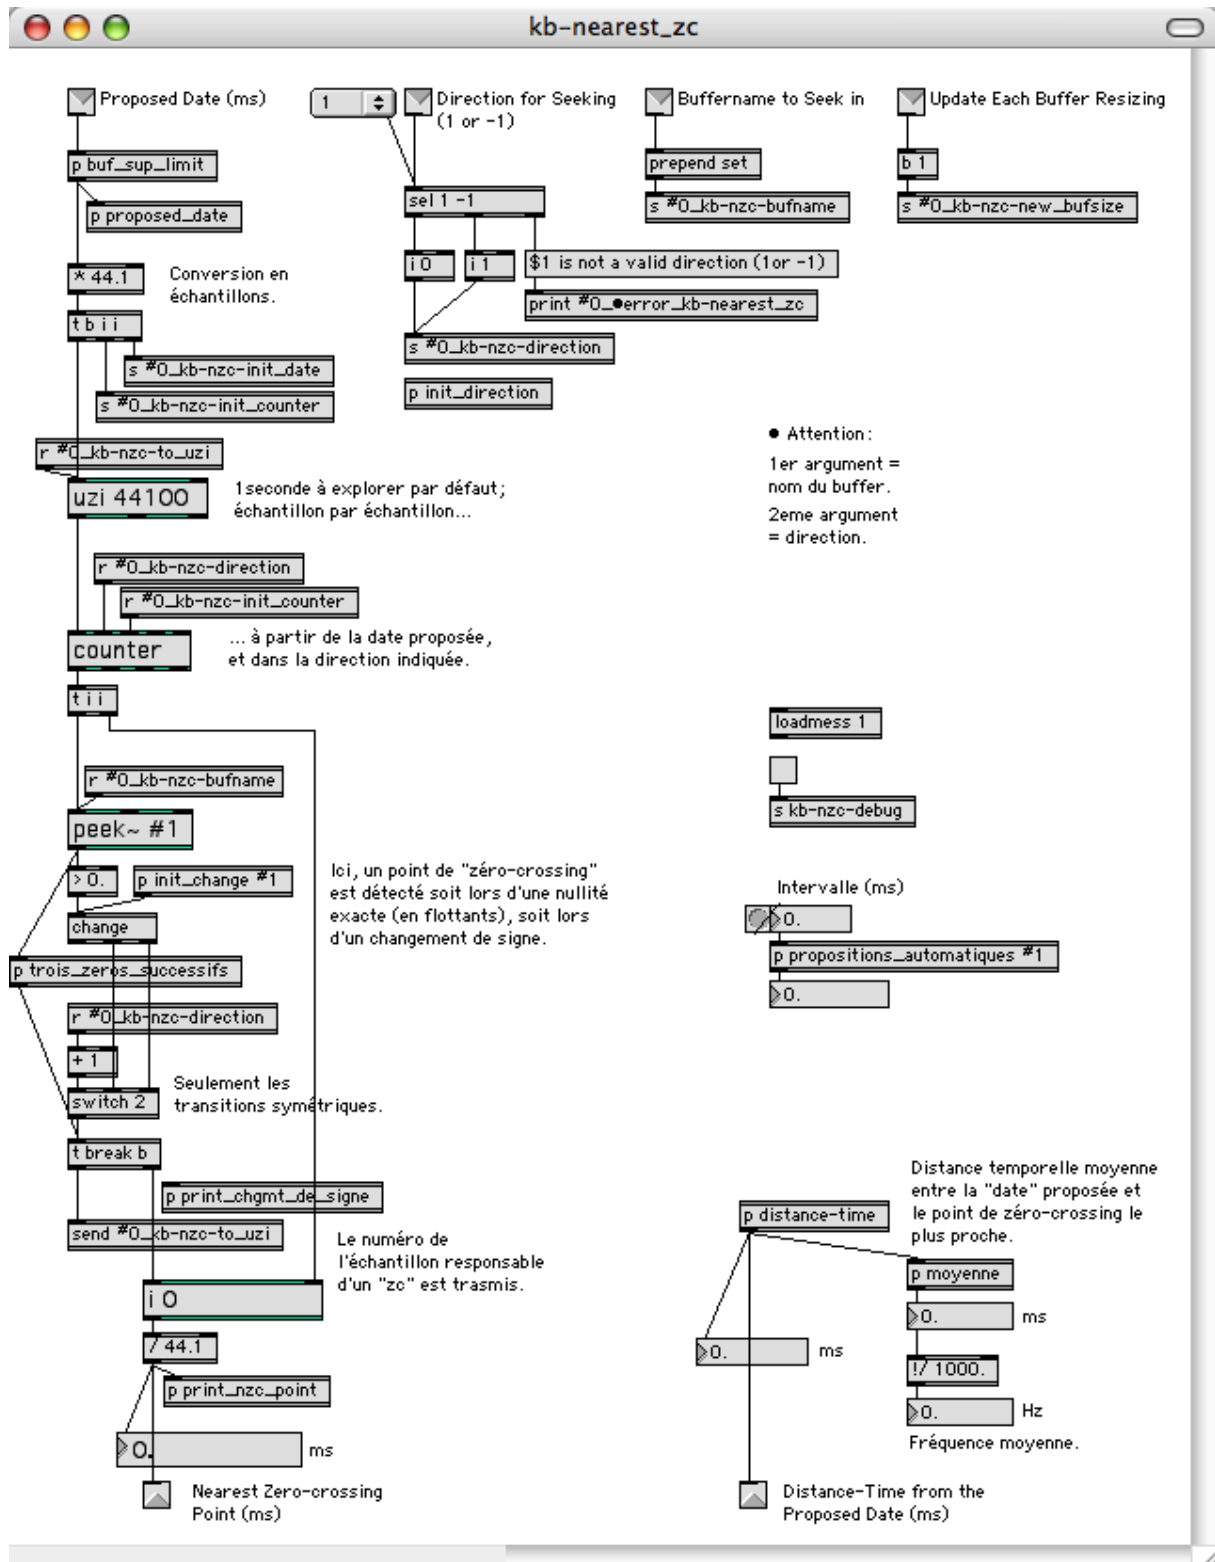 kb-nearest_zc
Proposed Date (ms)
1
Direction for Seeking
(1 or -1)
Buffername to Seek in
Update Each Buffer Resizing
p buf_sup_limit
p proposed_date
sel 1 -1
prepend set
s #0_kb-nzc-bufname
b 1
s #0_kb-nzc-new_bufsize
* 44.1
Conversion en
échantillons.
i 0
i 1
$1 is not a valid direction (1or -1)
print #0_●error_kb-nearest_zc
t b i i
s #0_kb-nzc-direction
s #0_kb-nzc-init_date
s #0_kb-nzc-init_counter
p init_direction
r #0_kb-nzc-to_uzi
uzi 44100
1seconde à explorer par défaut;
échantillon par échantillon...
● Attention:
1er argument =
nom du buffer.
2eme argument
= direction.
r #0_kb-nzc-direction
r #0_kb-nzc-init_counter
counter
... à partir de la date proposée,
et dans la direction indiquée.
t i i
loadmess 1
r #0_kb-nzc-bufname
s kb-nzc-debug
peek~ #1
> 0.
p init_change #1
change
Ici, un point de "zéro-crossing"
est détecté soit lors d'une nullité
exacte (en flottants), soit lors
d'un changement de signe.
Intervalle (ms)
0.
p propositions_automatiques #1
0.
p trois_zeros_successifs
r #0_kb-nzc-direction
+ 1
switch 2
Seulement les
transitions symétriques.
t break b
p print_chgmt_de_signe
send #0_kb-nzc-to_uzi
Le numéro de
l'échantillon responsable
d'un "zc" est trasmis.
i 0
/ 44.1
p print_nzc_point
0.
ms
Nearest Zero-crossing
Point (ms)
Distance temporelle moyenne
entre la "date" proposée et
le point de zéro-crossing le
plus proche.
p distance-time
p moyenne
0.
ms
0.
ms
!/ 1000.
0.
Hz
Fréquence moyenne.
Distance-Time from the
Proposed Date (ms)